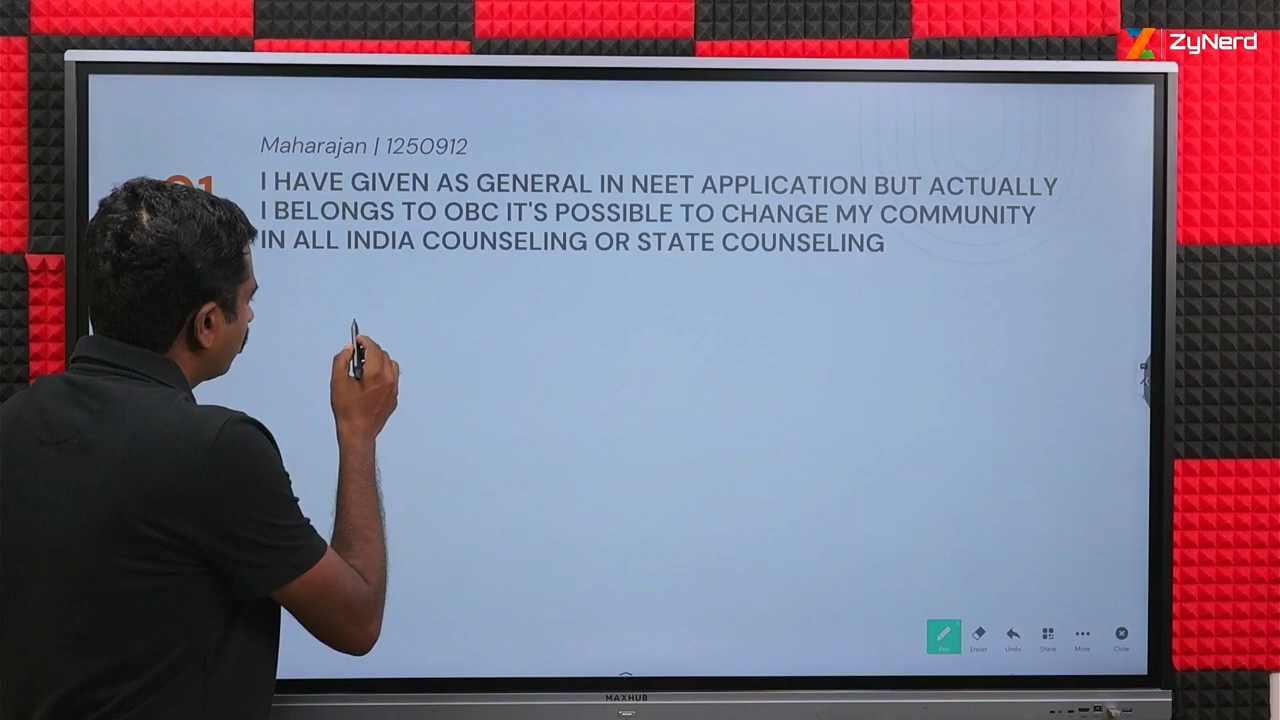 ZyNerd
Maharajan | 1250912
I HAVE GIVEN AS GENERAL IN NEET APPLICATION BUT ACTUALLY
I BELONGS TO OBC IT'S POSSIBLE TO CHANGE MY COMMUNITY
IN ALL INDIA COUNSELING OR STATE COUNSELING
Pen Eraser Undo Share More Close
MAXHUB